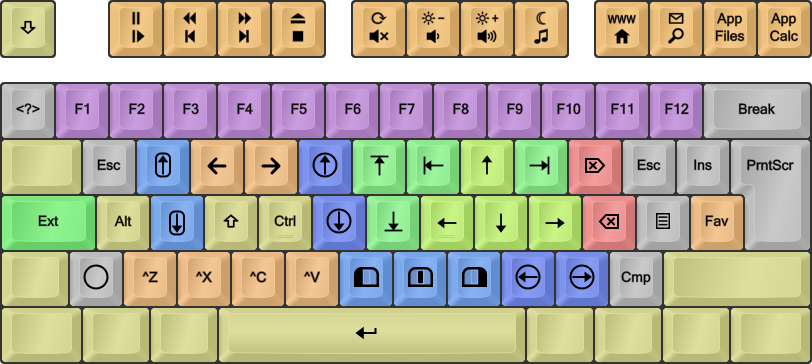 www
App
Files
App
Calc
<?>
F1
F2
F3
F4
F5
F6
F7
F8
F9
F10
F11
F12
Break
Esc
Esc
Ins
PrntScr
Ext
Alt
Ctrl
Fav
^Z
^X
^C
^V
Cmp